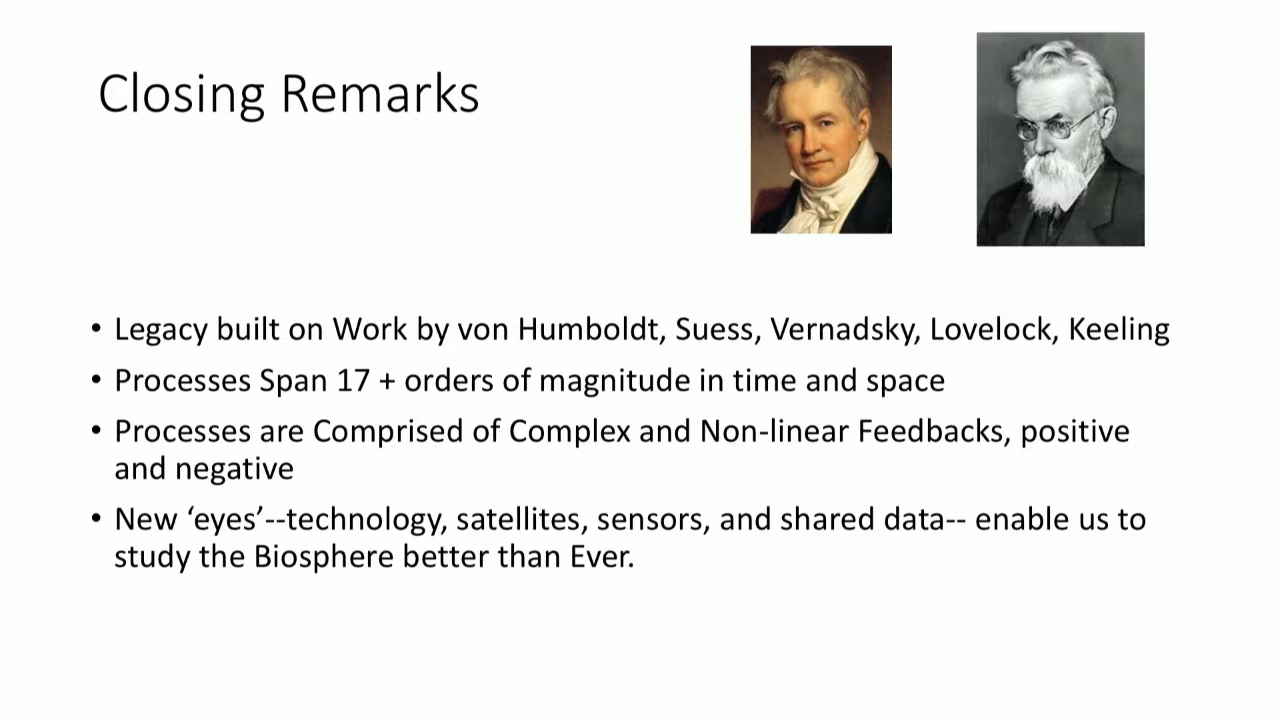 Closing Remarks
• Legacy built on Work by von Humboldt, Suess, Vernadsky, Lovelock, Keeling
• Processes Span 17 + orders of magnitude in time and space
• Processes are Comprised of Complex and Non-linear Feedbacks, positive
and negative
• New ‘eyes’--technology, satellites, sensors, and shared data-- enable us to
study the Biosphere better than Ever.